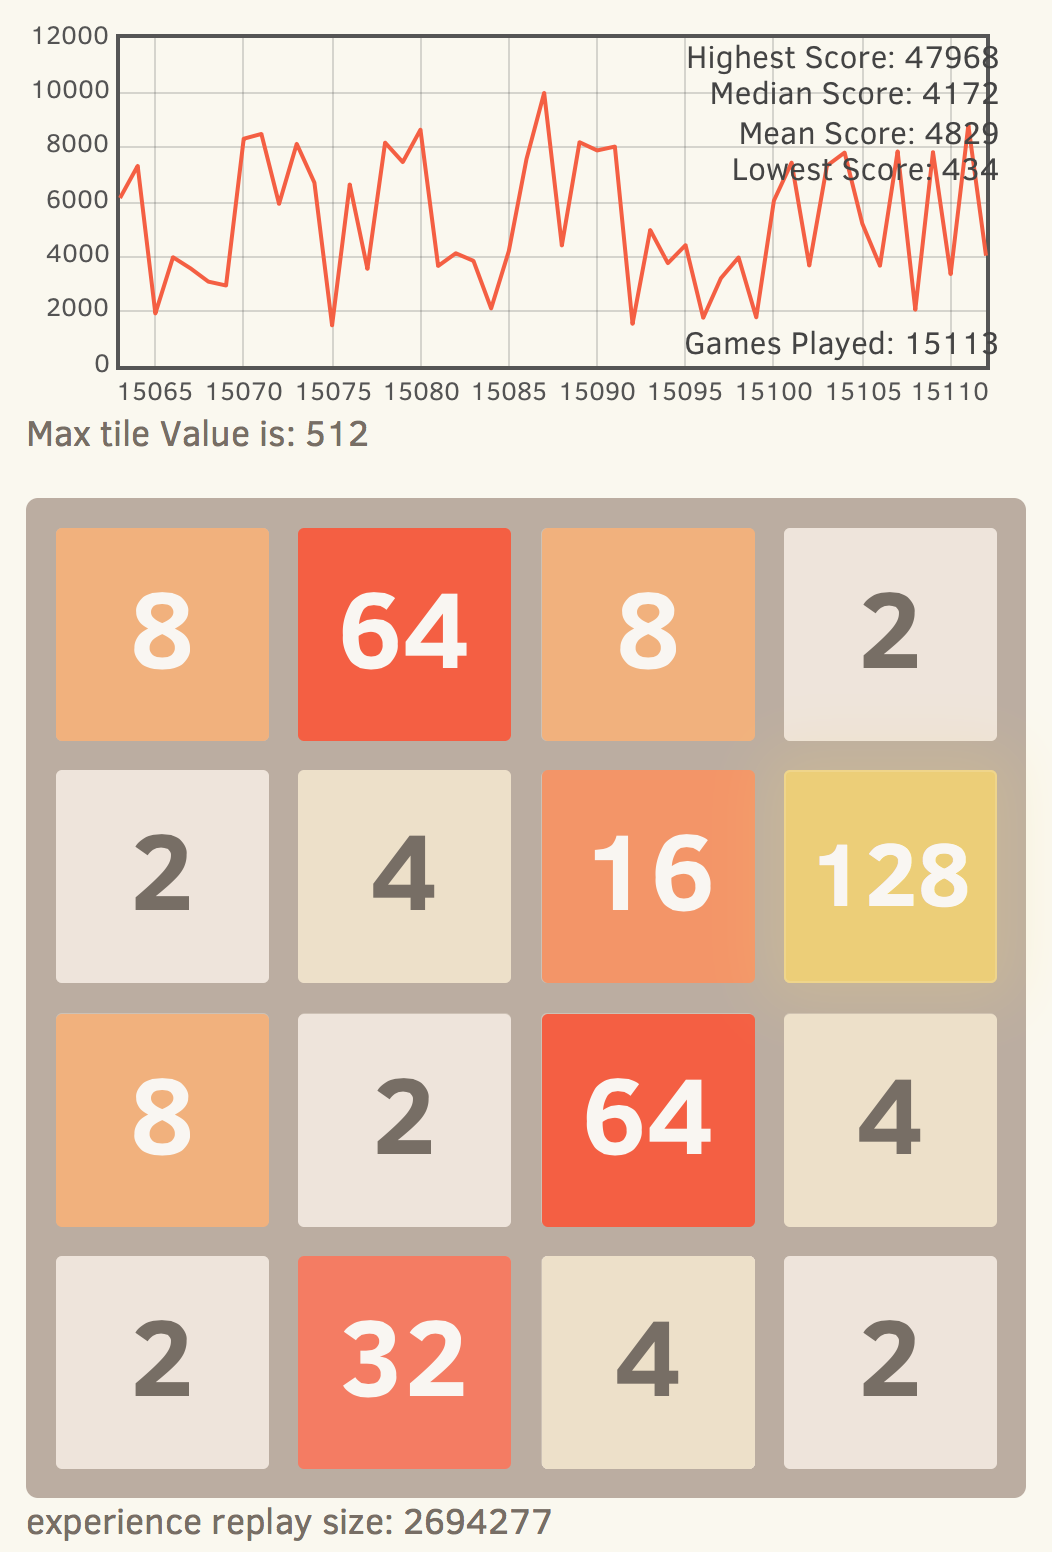 12000
10000
8000
6000
4000
2000
0
Highest Score: 47968
Median Score: 4172
Mean Score: 4829
Lowest Score: 434
Games Played: 15113
15065 15070 15075 15080 15085 15090 15095 15100 15105 15110
Max tile Value is: 512
8 64 8 2
2 4 16 128
8 2 64 4
2 32 4 2
experience replay size: 2694277